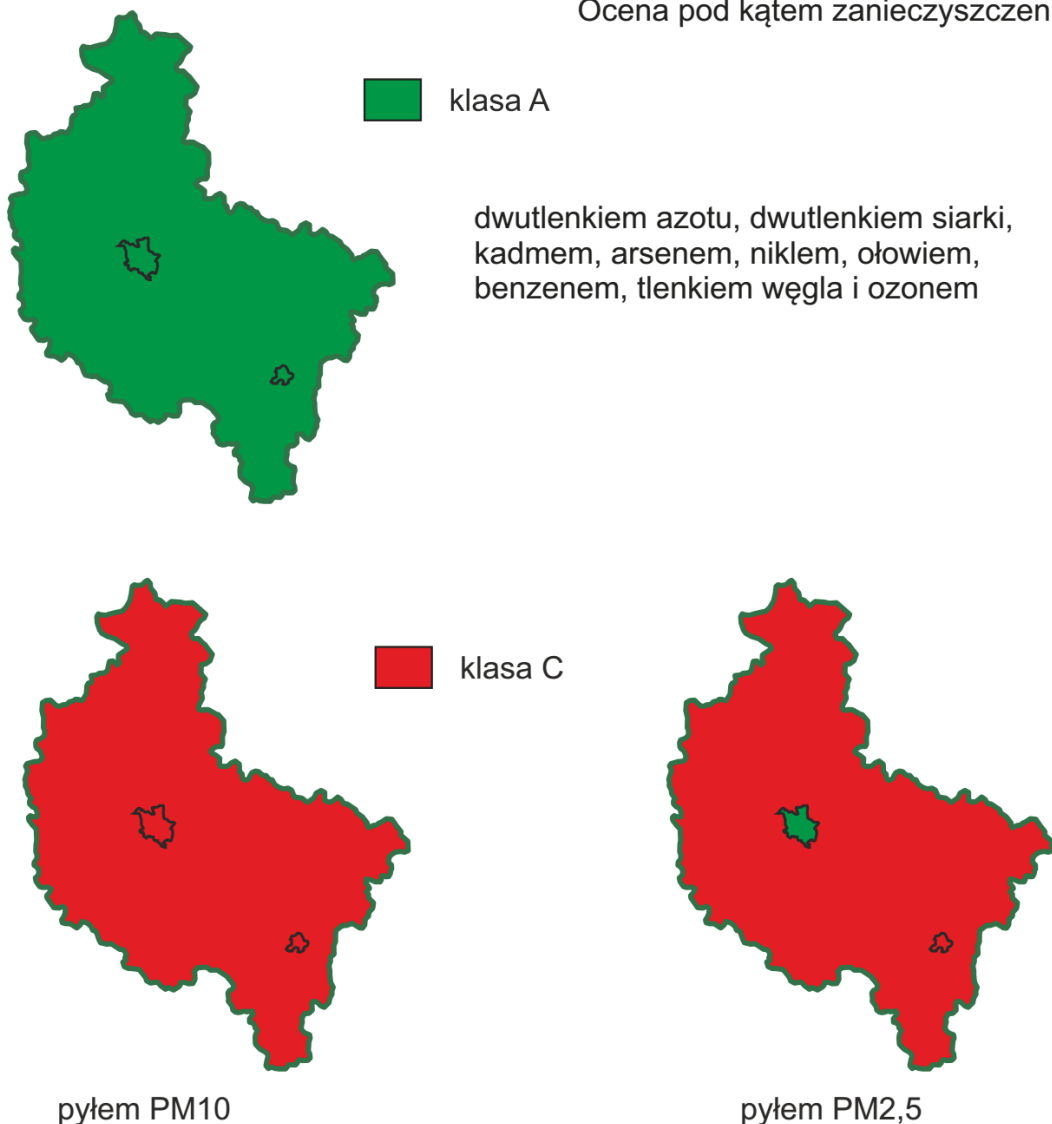 Ocena pod kątem zanieczyszczen
klasa A
dwutlenkiem azotu, dwutlenkiem siarki,
kadmem, arsenem, niklem, ołowiem,
benzenem, tlenkiem węgla i ozonem
klasa C
pyłem PM10
pyłem PM2,5